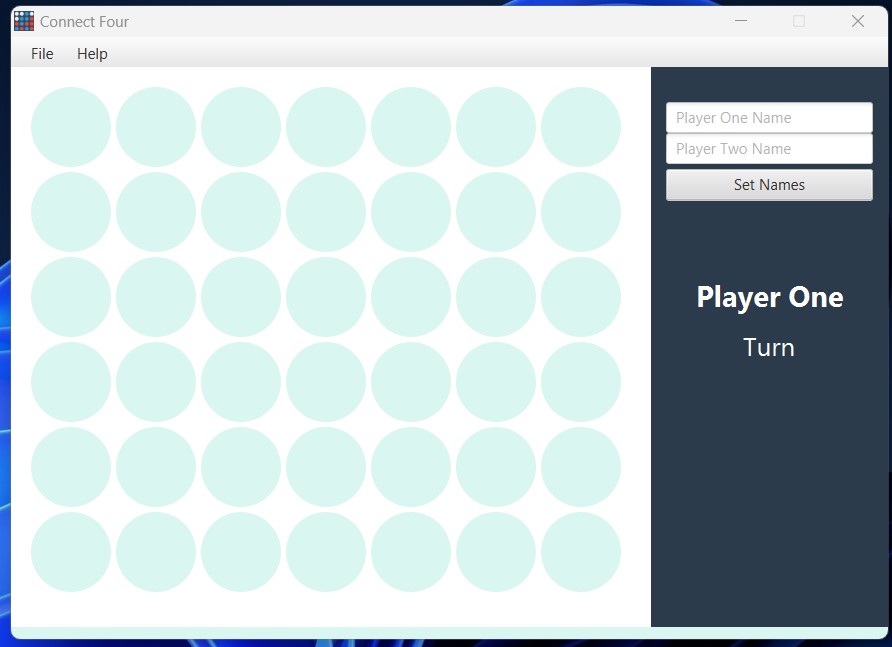 Connect Four
File Help
Player One Name
Player Two Name
Set Names
Player One
Turn